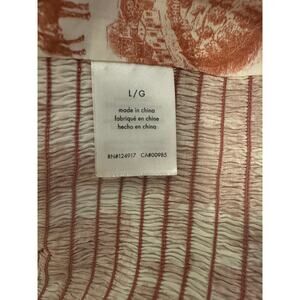 L/G
made in china
fabriqué en chine
hecho en china
RN#124917 CA#00985